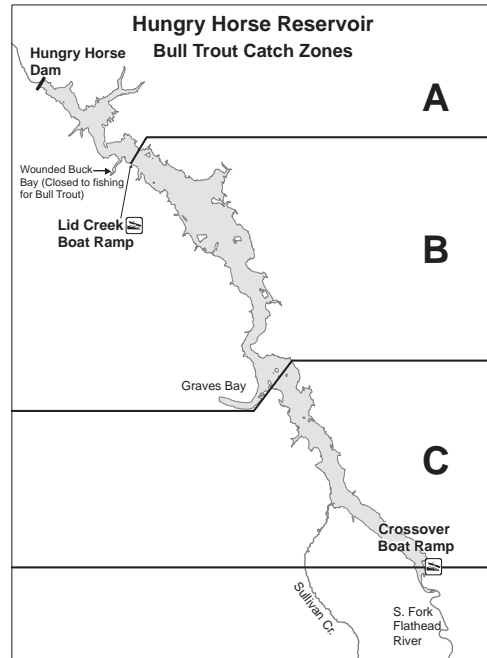 Hungry Horse Reservoir
Bull Trout Catch Zones
Hungry Horse
Dam
A
Wounded Buck
Bay (Closed to fishing
for Bull Trout)
Lid Creek
Boat Ramp
B
Graves Bay
C
Crossover
Boat Ramp
Sullivan Cr.
S. Fork
Flathead
River